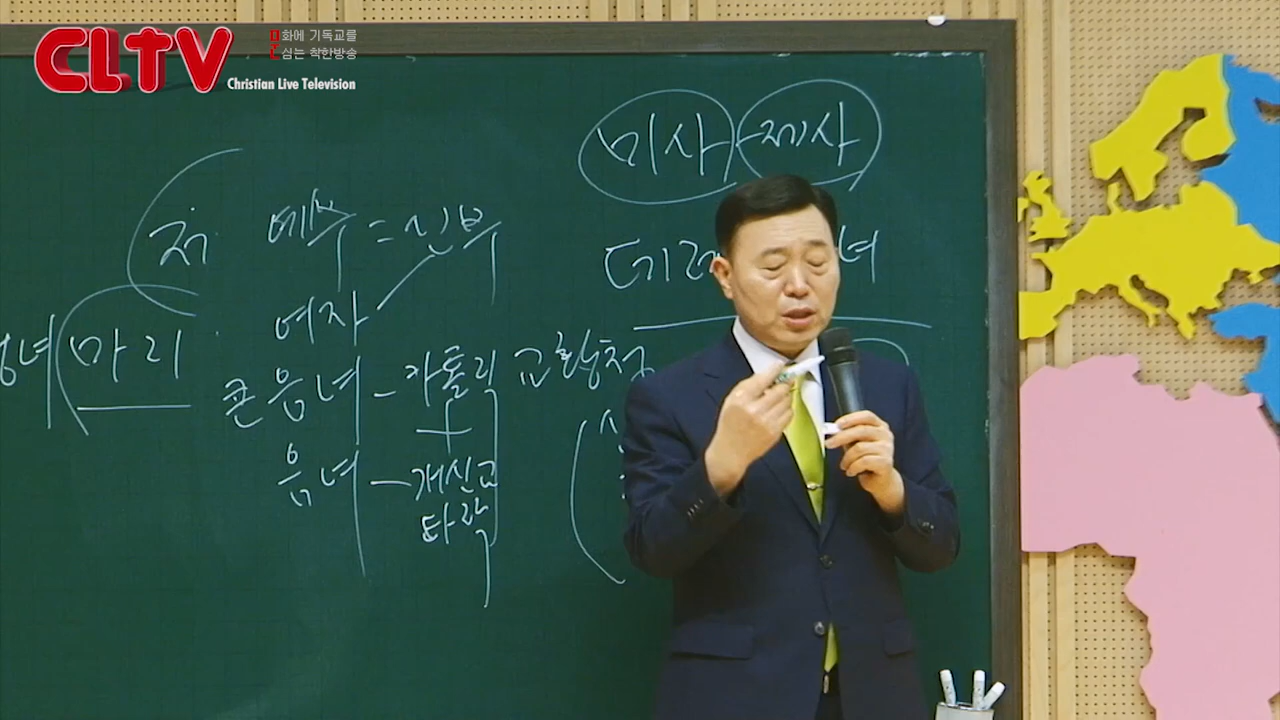 CLTV
문화에 기독교를
심는 착한방송
Christian Live Television
미사 - 제사
예수 = 신부
여자
마리
큰음녀 - 카톨릭 교황청
+
음녀 - 개신교
타락